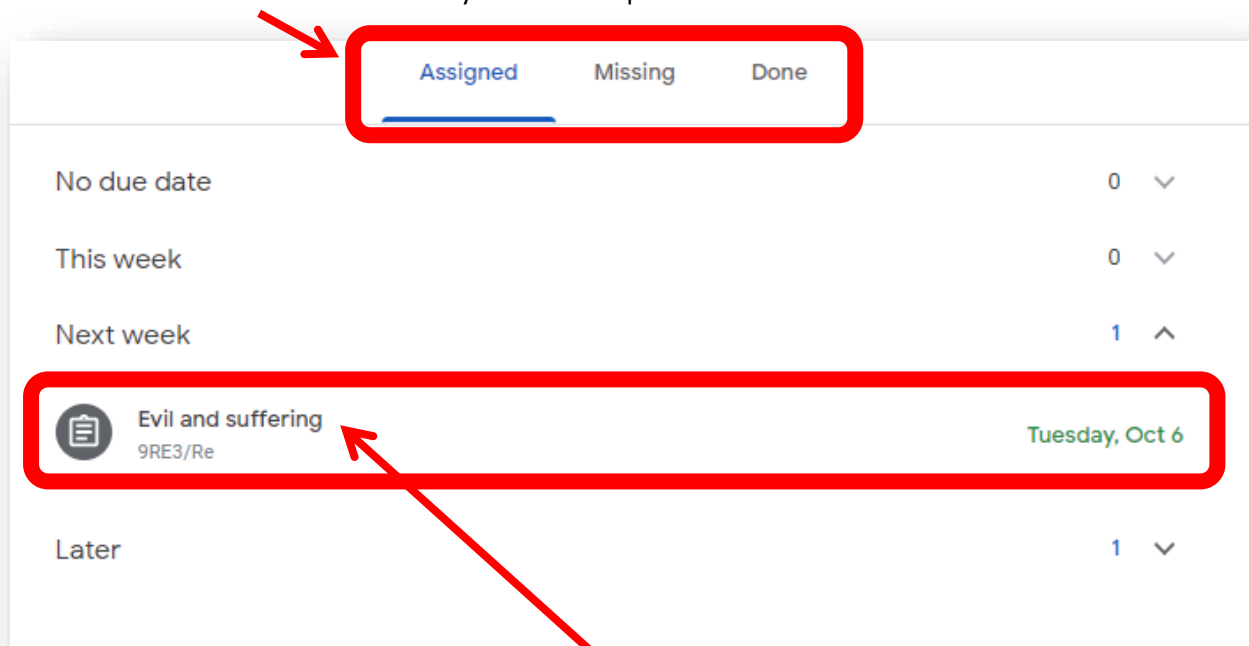 Assigned Missing Done
No due date 0
This week 0
Next week 1
Evil and suffering
9RE3/Re
Tuesday, Oct 6
Later 1